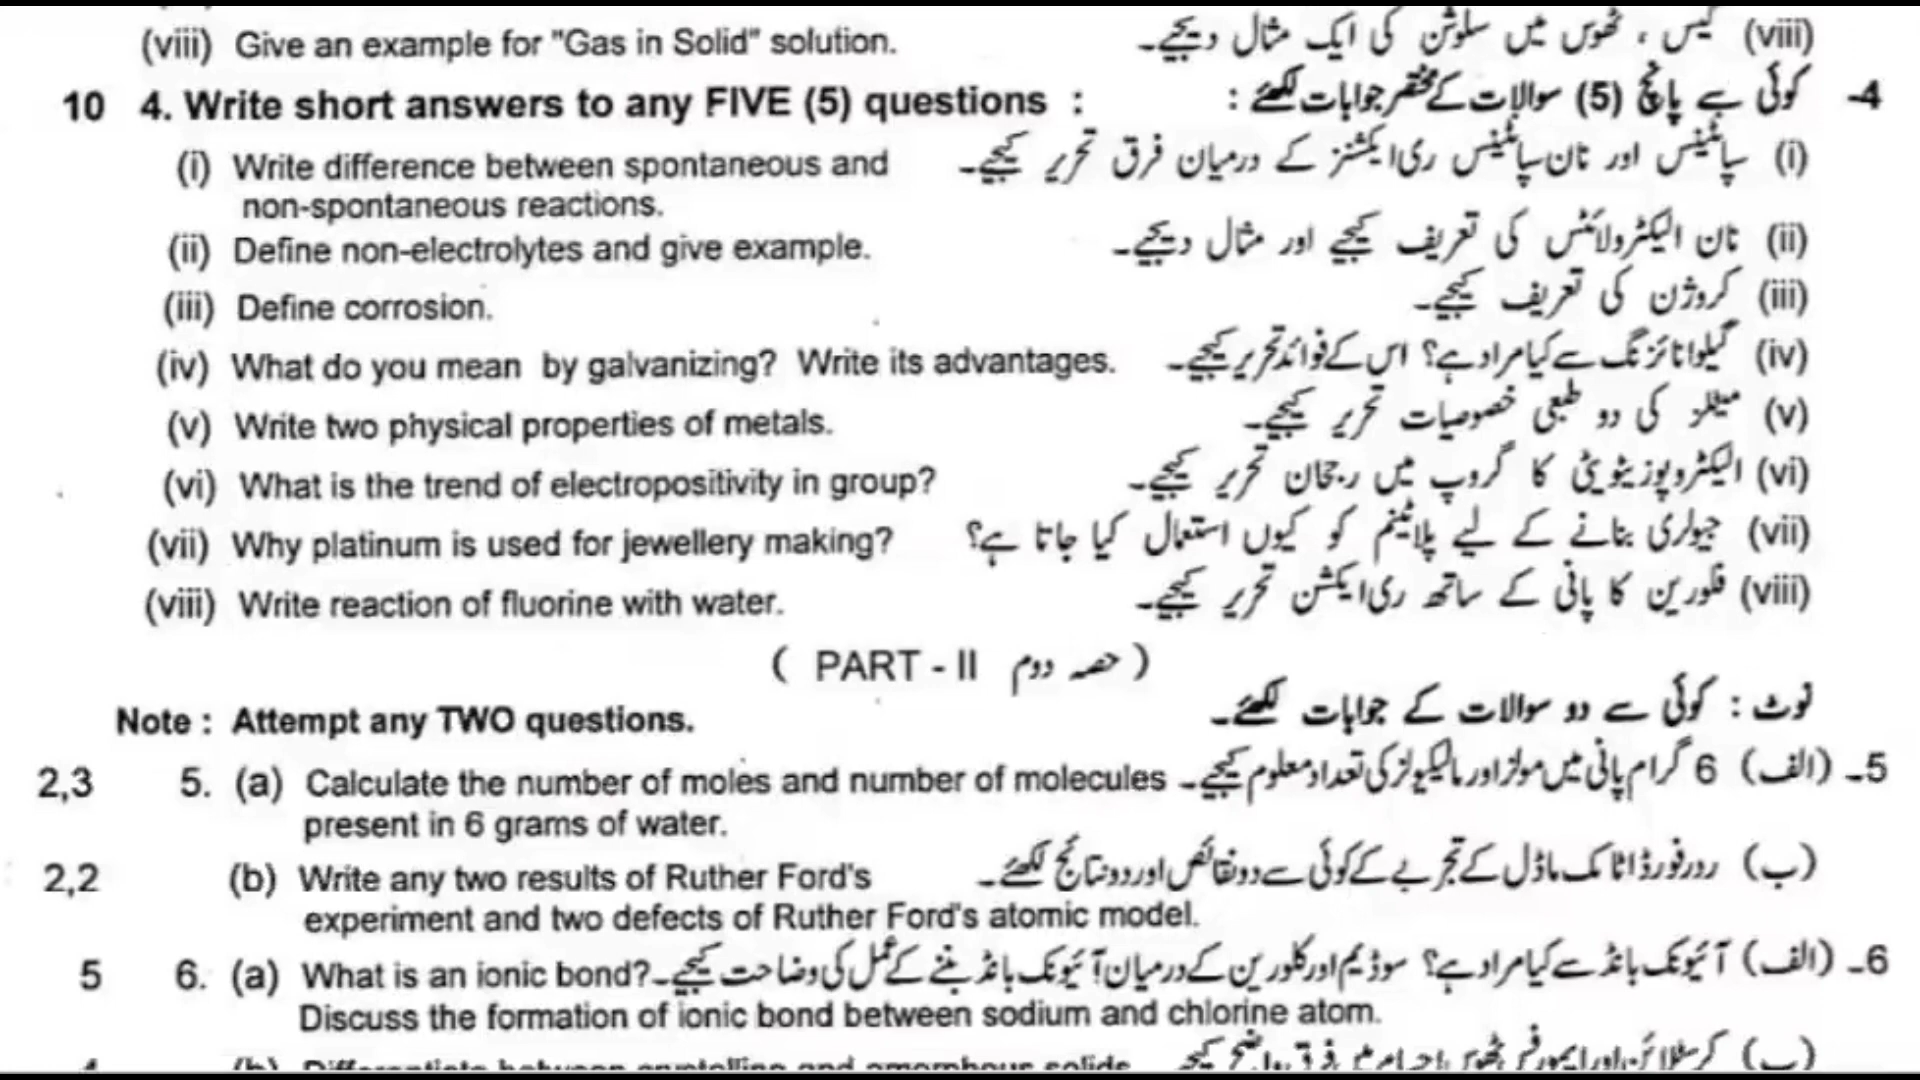 (viii) Give an example for "Gas in Solid" solution. گیس ، ٹھوس میں سلوشن کی ایک مثال دیجیے۔ (viii)
10 4. Write short answers to any FIVE (5) questions : کوئی سے پانچ (5) سوالات کے مختصر جوابات لکھئے : -4
(i) Write difference between spontaneous and سپانٹینس اور نان سپانٹینس ری ایکشنز کے درمیان فرق تحریر کیجیے۔ (i)
non-spontaneous reactions.
(ii) Define non-electrolytes and give example. نان الیکٹرولائٹس کی تعریف کیجیے اور مثال دیجیے۔ (ii)
(iii) Define corrosion. کروژن کی تعریف کیجیے۔ (iii)
(iv) What do you mean by galvanizing? Write its advantages. گیلوانائزنگ سے کیا مراد ہے؟ اس کے فوائد تحریر کیجیے۔ (iv)
(v) Write two physical properties of metals. میٹلز کی دو طبعی خصوصیات تحریر کیجیے۔ (v)
(vi) What is the trend of electropositivity in group? الیکٹروپوزیٹیویٹی کا گروپ میں رجحان تحریر کیجیے۔ (vi)
(vii) Why platinum is used for jewellery making? جیولری بنانے کے لیے پلاٹینم کو کیوں استعمال کیا جاتا ہے؟ (vii)
(viii) Write reaction of fluorine with water. فلورین کا پانی کے ساتھ ری ایکشن تحریر کیجیے۔ (viii)
( PART - II حصہ دوم )
Note : Attempt any TWO questions. نوٹ : کوئی سے دو سوالات کے جوابات لکھئے۔
2,3 5. (a) Calculate the number of moles and number of molecules 6 گرام پانی میں مولز اور مالیکیولز کی تعداد معلوم کیجیے۔ (الف) -5
present in 6 grams of water.
2,2 (b) Write any two results of Ruther Ford's ردرفورڈ اٹامک ماڈل کے تجربے کے کوئی سے دو نقائص اور دو نتائج لکھئے۔ (ب)
experiment and two defects of Ruther Ford's atomic model.
5 6. (a) What is an ionic bond? آئیونک بانڈ سے کیا مراد ہے؟ سوڈیم اور کلورین کے درمیان آئیونک بانڈ بننے کے عمل کی وضاحت کیجیے۔ (الف) -6
Discuss the formation of ionic bond between sodium and chlorine atom.
(b) Differentiate between crystalline and amorphous solids (ب)